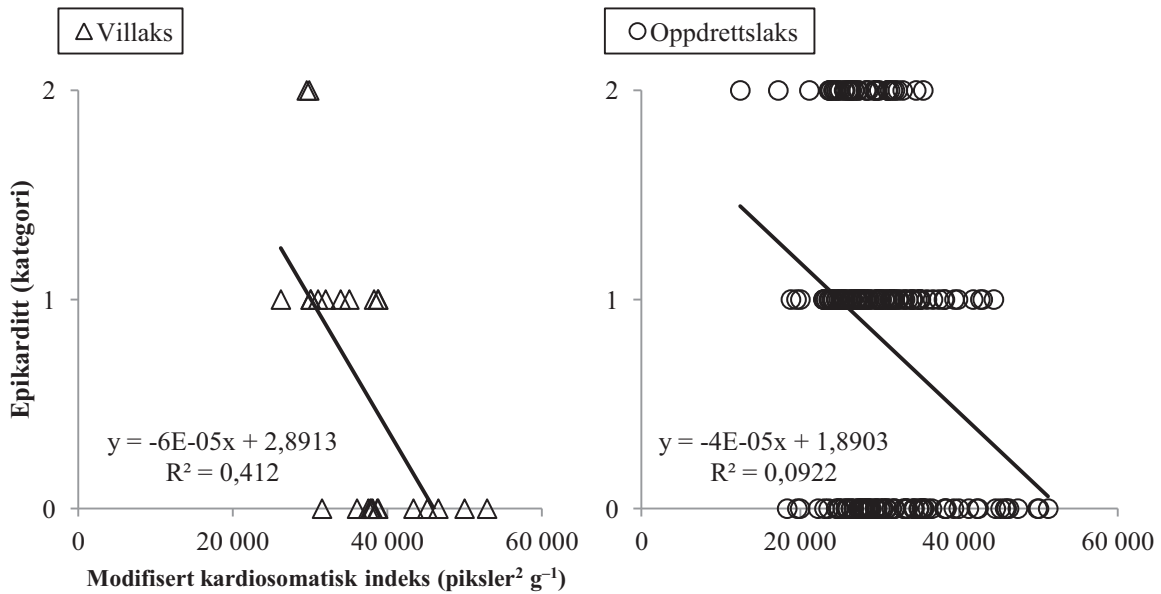 Villaks
Oppdrettslaks
Epikarditt (kategori)
2
1
0
y = -6E-05x + 2,8913
R² = 0,412
0
20 000
40 000
60 000
2
1
0
y = -4E-05x + 1,8903
R² = 0,0922
0
20 000
40 000
60 000
Modifisert kardiosomatisk indeks (piksler² g⁻¹)